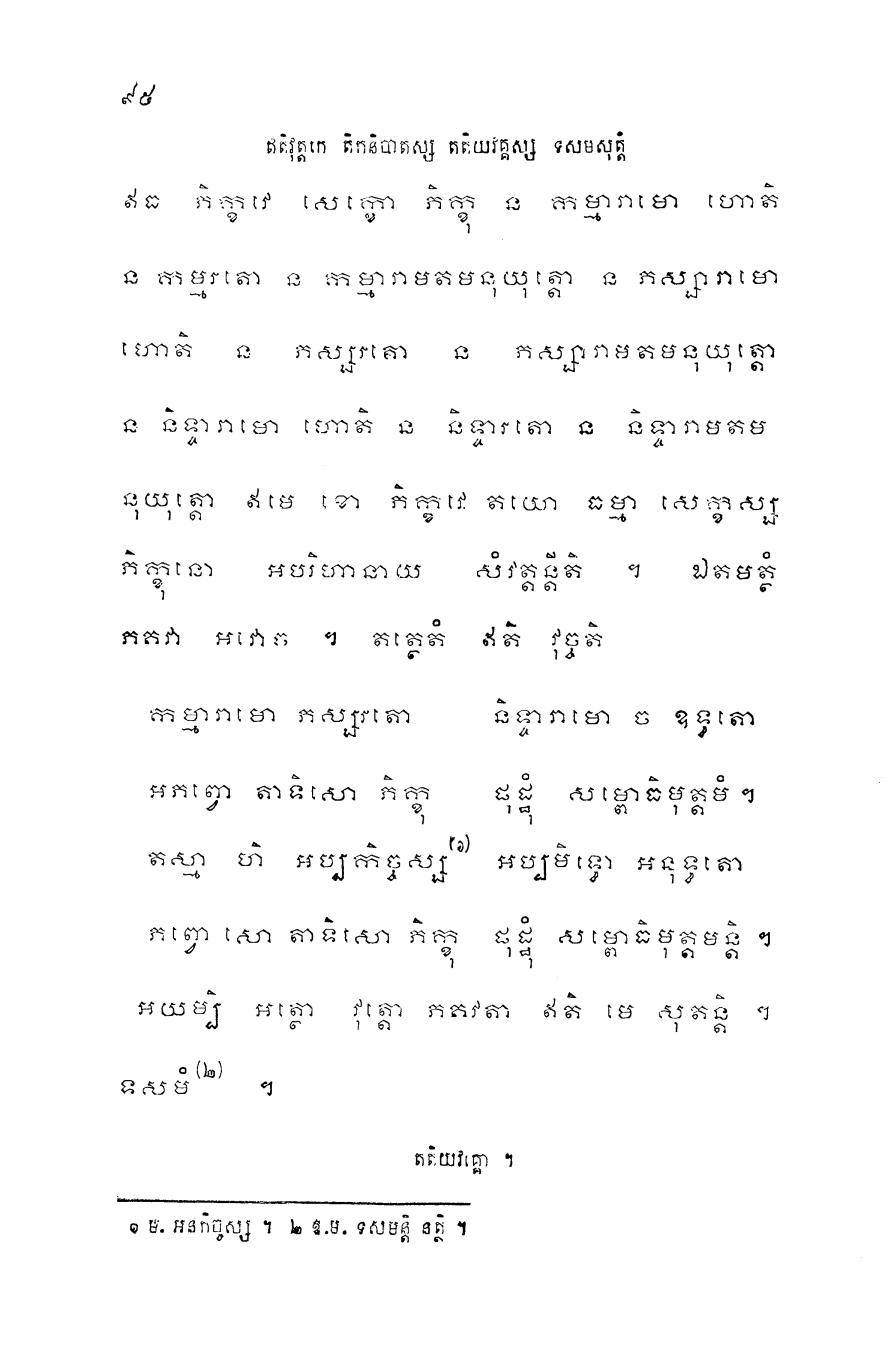 ៩៥
ឥតិវុត្តកេ តិកនិបាតស្ស តតិយវគ្គស្ស ទសមសុត្តំ
ឥធ ភិក្ខវេ សេក្ខោ ភិក្ខុ ន កម្មារាមោ ហោតិ
ន កម្មរតោ ន កម្មារាមតមនុយុត្តោ ន ភស្សារាមោ
ហោតិ ន ភស្សរតោ ន ភស្សារាមតមនុយុត្តោ
ន និទ្ទារាមោ ហោតិ ន និទ្ទារតោ ន និទ្ទារាមតម
នុយុត្តោ ឥមេ ខោ ភិក្ខវេ តយោ ធម្មា សេក្ខស្ស
ភិក្ខុនោ អបរិហានាយ សំវត្តន្តីតិ ។ ឯតមត្ថំ
ភគវា អវោច ។ តត្ថេតំ ឥតិ វុច្ចតិ
កម្មារាមោ ភស្សរតោ និទ្ទារាមោ ច ឧទ្ធតោ
អភព្វោ តាទិសោ ភិក្ខុ ផុដ្ឋុំ សម្ពោធិមុត្តមំ ។
តស្មា ហិ អប្បកិច្ចស្ស(១) អប្បមិទ្ធោ អនុទ្ធតោ
ភព្វោ សោ តាទិសោ ភិក្ខុ ផុដ្ឋុំ សម្ពោធិមុត្តមន្តិ ។
អយម្បិ អត្ថោ វុត្តោ ភគវតា ឥតិ មេ សុតន្តិ ។
ទសមំ(២) ។
តតិយវគ្គោ ។
១ ម. អនកិច្ចស្ស ។ ២ ឱ.ម. ទសមន្តិ នត្ថិ ។